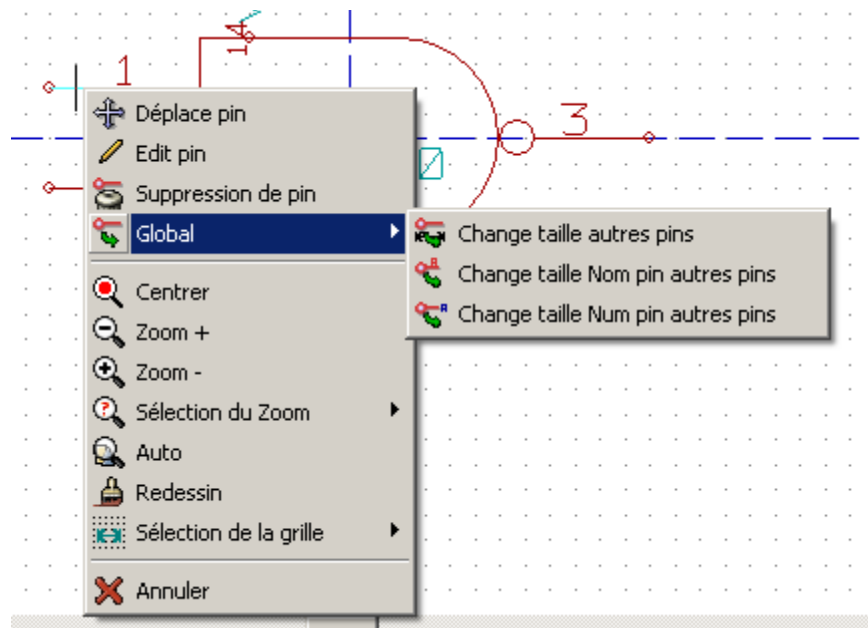 14
1
3
0
Déplace pin
Edit pin
Suppression de pin
Global
Change taille autres pins
Change taille Nom pin autres pins
Change taille Num pin autres pins
Centrer
Zoom +
Zoom -
Sélection du Zoom
Auto
Redessin
Sélection de la grille
Annuler